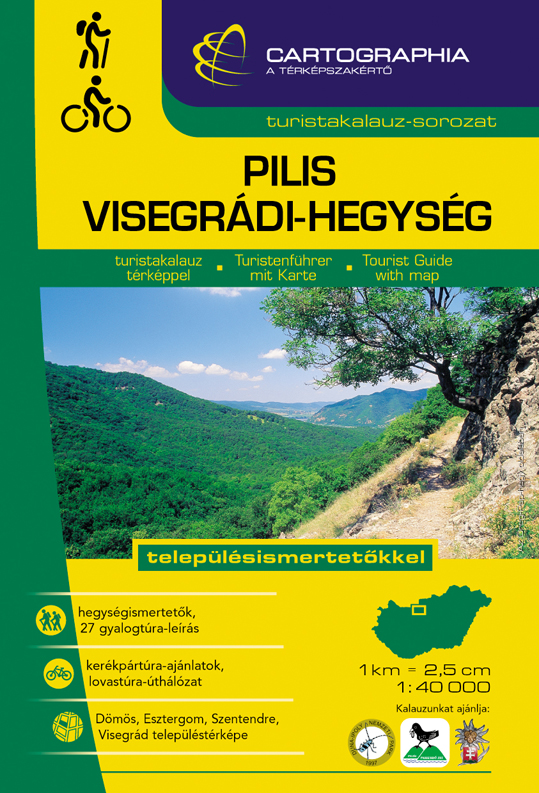 CARTOGRAPHIA
A TÉRKÉPSZAKÉRTŐ
turistakalauz-sorozat
PILIS
VISEGRÁDI-HEGYSÉG
turistakalauz
térképpel
Turistenführer
mit Karte
Tourist Guide
with map
településismertetőkkel
hegységismertetők,
27 gyalogtúra-leírás
kerékpártúra-ajánlatok,
lovastúra-úthálózat
Dömös, Esztergom, Szentendre,
Visegrád településtérképe
1 km = 2,5 cm
1: 40 000
Kalauzunkat ajánlja:
1997